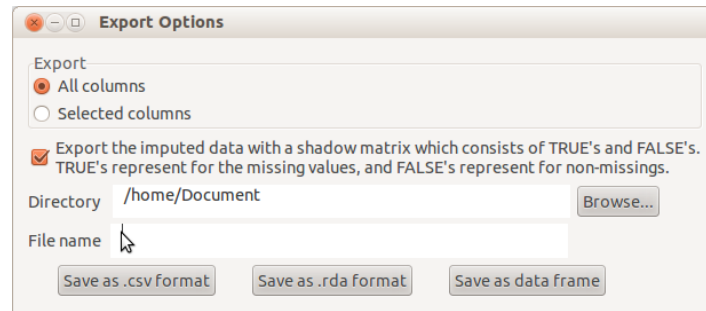 Export Options
Export
All columns
Selected columns
Export the imputed data with a shadow matrix which consists of TRUE's and FALSE's.
TRUE's represent for the missing values, and FALSE's represent for non-missings.
Directory /home/Document Browse...
File name
Save as .csv format Save as .rda format Save as data frame